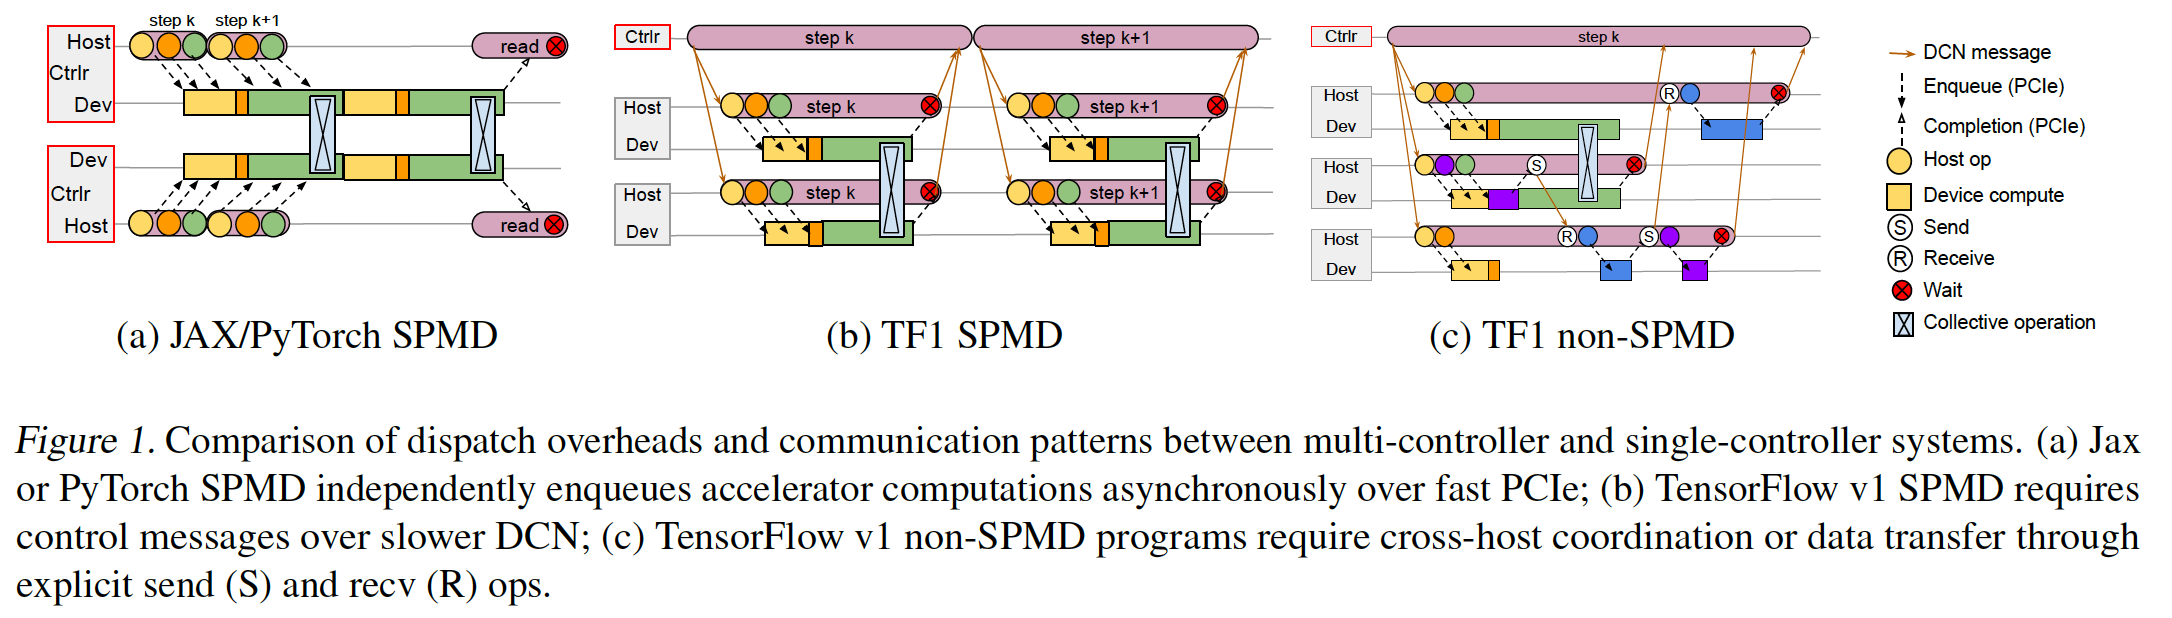 step k
step k+1
Host
Ctrlr
Dev
read
Dev
Ctrlr
Host
read
(a) JAX/PyTorch SPMD
Ctrlr
step k
step k+1
Host
step k
step k+1
Dev
Host
step k
step k+1
Dev
(b) TF1 SPMD
Ctrlr
step k
Host
R
Dev
Host
S
Dev
Host
R
S
Dev
(c) TF1 non-SPMD
DCN message
Enqueue (PCIe)
Completion (PCIe)
Host op
Device compute
S Send
R Receive
Wait
Collective operation
Figure 1. Comparison of dispatch overheads and communication patterns between multi-controller and single-controller systems. (a) Jax
or PyTorch SPMD independently enqueues accelerator computations asynchronously over fast PCIe; (b) TensorFlow v1 SPMD requires
control messages over slower DCN; (c) TensorFlow v1 non-SPMD programs require cross-host coordination or data transfer through
explicit send (S) and recv (R) ops.